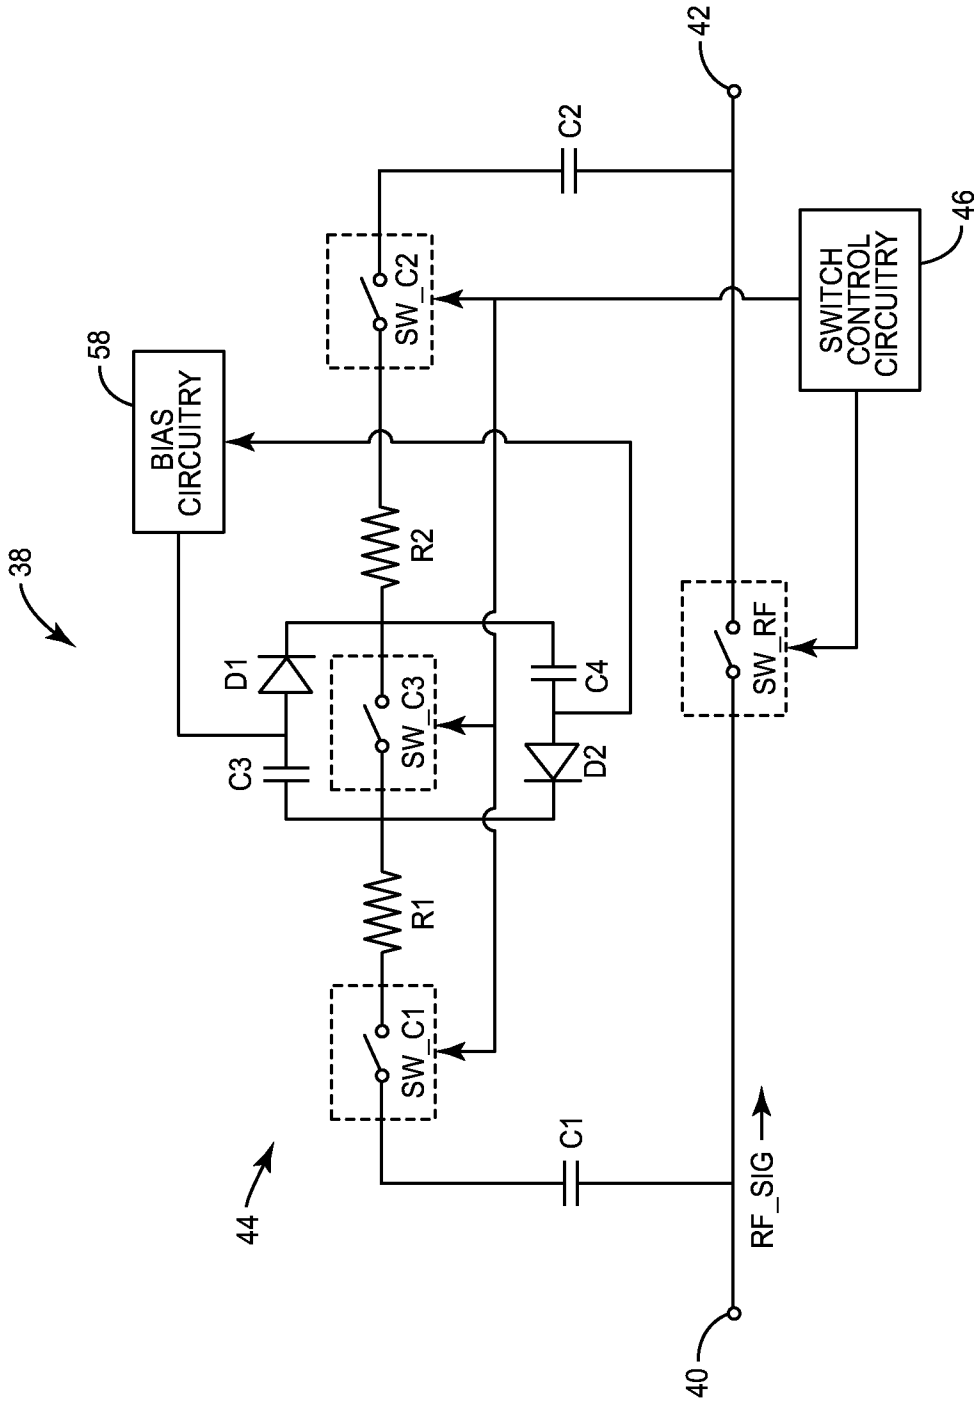 38
58
BIAS
CIRCUITRY
44
D1
C3
SW_C1
R1
SW_C3
R2
SW_C2
C4
D2
C1
C2
40
RF_SIG
SW_RF
42
SWITCH
CONTROL
CIRCUITRY
46